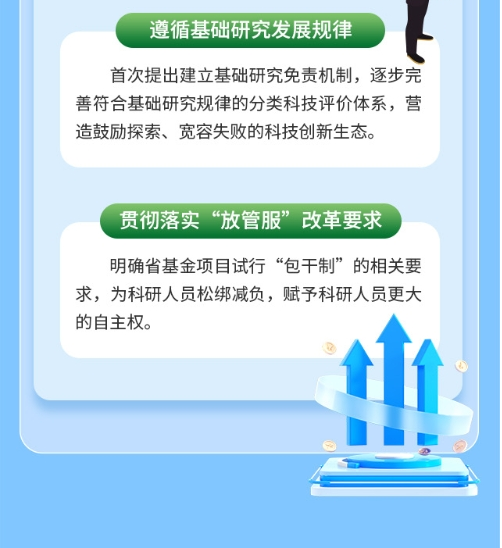 遵循基础研究发展规律
首次提出建立基础研究免责机制，逐步完
善符合基础研究规律的分类科技评价体系，营
造鼓励探索、宽容失败的科技创新生态。
贯彻落实“放管服”改革要求
明确省基金项目试行“包干制”的相关要
求，为科研人员松绑减负，赋予科研人员更大
的自主权。